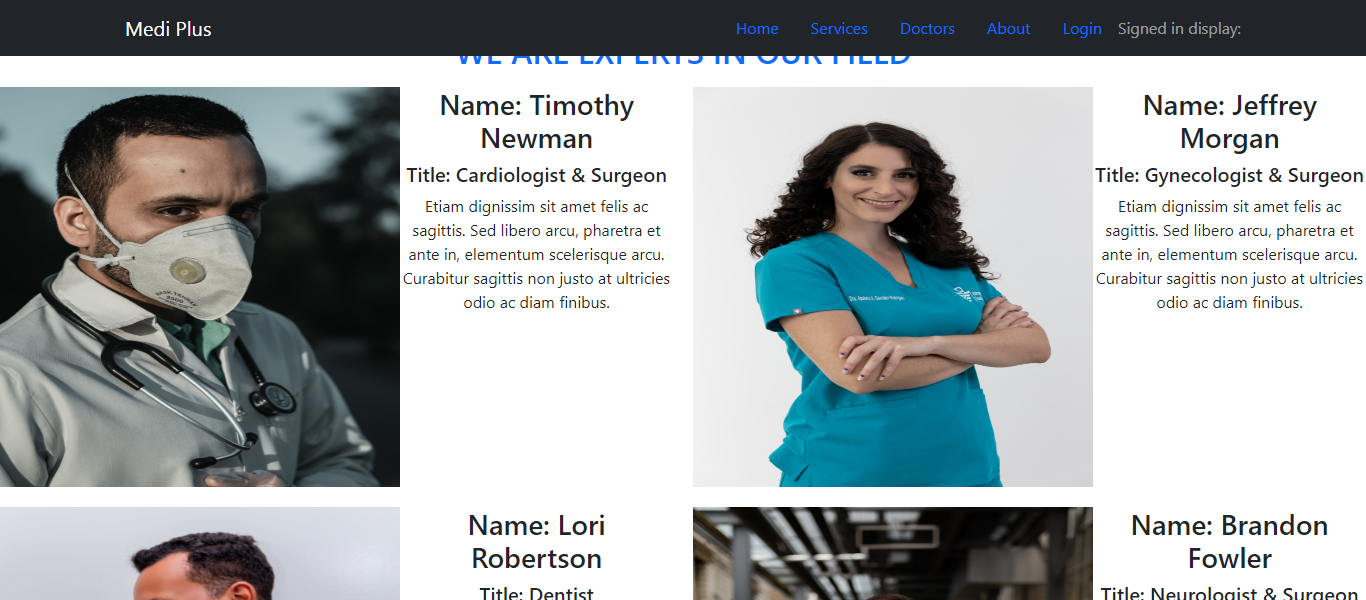 Medi Plus
Home Services Doctors About Login Signed in display:
WE ARE EXPERTS IN OUR FIELD
Name: Timothy
Newman
Title: Cardiologist & Surgeon
Etiam dignissim sit amet felis ac
sagittis. Sed libero arcu, pharetra et
ante in, elementum scelerisque arcu.
Curabitur sagittis non justo at ultricies
odio ac diam finibus.
Name: Jeffrey
Morgan
Title: Gynecologist & Surgeon
Etiam dignissim sit amet felis ac
sagittis. Sed libero arcu, pharetra et
ante in, elementum scelerisque arcu.
Curabitur sagittis non justo at ultricies
odio ac diam finibus.
Name: Lori
Robertson
Title: Dentist
Name: Brandon
Fowler
Title: Neurologist & Surgeon